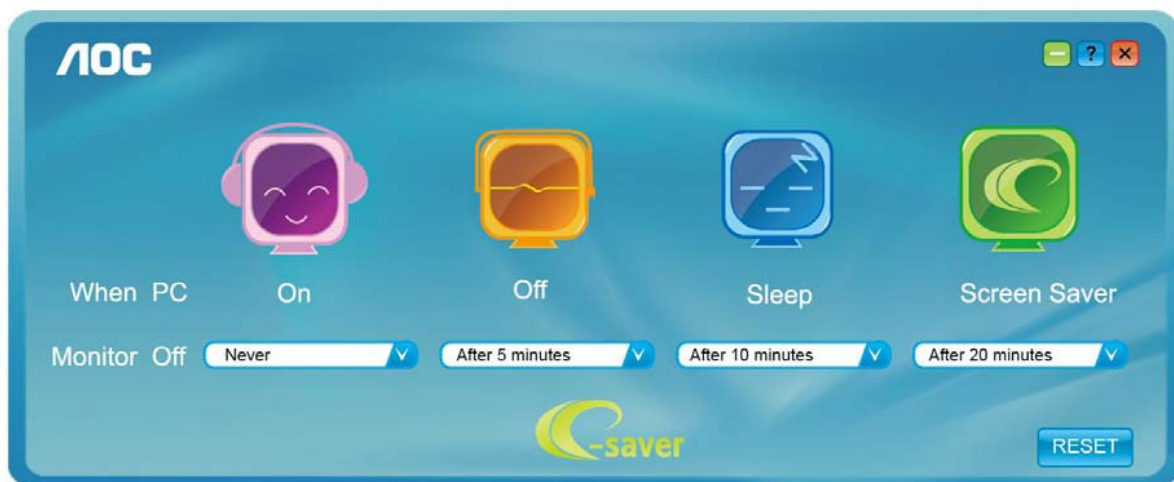 AOC
?
When PC On Off Sleep Screen Saver
Monitor Off Never After 5 minutes After 10 minutes After 20 minutes
e-saver
RESET